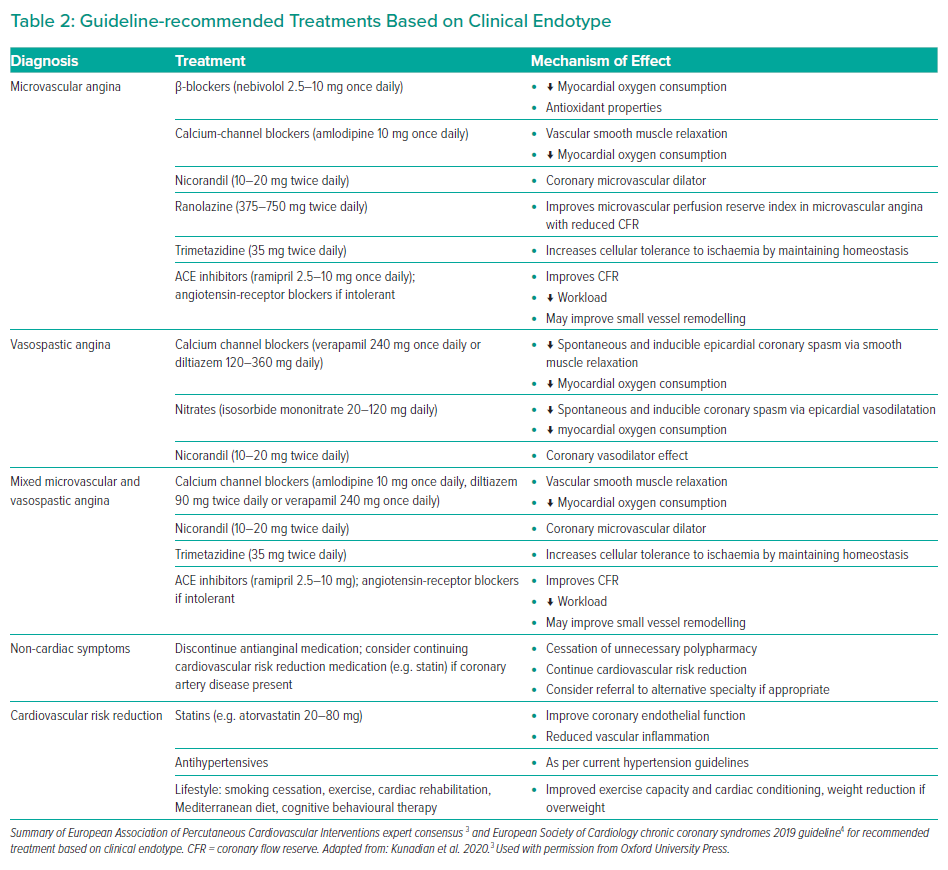 Table 2: Guideline-recommended Treatments Based on Clinical Endotype
Diagnosis Treatment Mechanism of Effect
Microvascular angina β-blockers (nebivolol 2.5–10 mg once daily) • 🠋 Myocardial oxygen consumption
• Antioxidant properties
Calcium-channel blockers (amlodipine 10 mg once daily) • Vascular smooth muscle relaxation
• 🠋 Myocardial oxygen consumption
Nicorandil (10–20 mg twice daily) • Coronary microvascular dilator
Ranolazine (375–750 mg twice daily) • Improves microvascular perfusion reserve index in microvascular angina
with reduced CFR
Trimetazidine (35 mg twice daily) • Increases cellular tolerance to ischaemia by maintaining homeostasis
ACE inhibitors (ramipril 2.5–10 mg once daily); • Improves CFR
angiotensin-receptor blockers if intolerant • 🠋 Workload
• May improve small vessel remodelling
Vasospastic angina Calcium channel blockers (verapamil 240 mg once daily or • 🠋 Spontaneous and inducible epicardial coronary spasm via smooth
diltiazem 120–360 mg daily) muscle relaxation
• 🠋 Myocardial oxygen consumption
Nitrates (isosorbide mononitrate 20–120 mg daily) • 🠋 Spontaneous and inducible coronary spasm via epicardial vasodilatation
• 🠋 myocardial oxygen consumption
Nicorandil (10–20 mg twice daily) • Coronary vasodilator effect
Mixed microvascular and Calcium channel blockers (amlodipine 10 mg once daily, diltiazem • Vascular smooth muscle relaxation
vasospastic angina 90 mg twice daily or verapamil 240 mg once daily) • 🠋 Myocardial oxygen consumption
Nicorandil (10–20 mg twice daily) • Coronary microvascular dilator
Trimetazidine (35 mg twice daily) • Increases cellular tolerance to ischaemia by maintaining homeostasis
ACE inhibitors (ramipril 2.5–10 mg); angiotensin-receptor blockers • Improves CFR
if intolerant • 🠋 Workload
• May improve small vessel remodelling
Non-cardiac symptoms Discontinue antianginal medication; consider continuing • Cessation of unnecessary polypharmacy
cardiovascular risk reduction medication (e.g. statin) if coronary • Continue cardiovascular risk reduction
artery disease present • Consider referral to alternative specialty if appropriate
Cardiovascular risk reduction Statins (e.g. atorvastatin 20–80 mg) • Improve coronary endothelial function
• Reduced vascular inflammation
Antihypertensives • As per current hypertension guidelines
Lifestyle: smoking cessation, exercise, cardiac rehabilitation, • Improved exercise capacity and cardiac conditioning, weight reduction if
Mediterranean diet, cognitive behavioural therapy overweight
Summary of European Association of Percutaneous Cardiovascular Interventions expert consensus 3 and European Society of Cardiology chronic coronary syndromes 2019 guideline4 for recommended
treatment based on clinical endotype. CFR = coronary flow reserve. Adapted from: Kunadian et al. 2020.3 Used with permission from Oxford University Press.